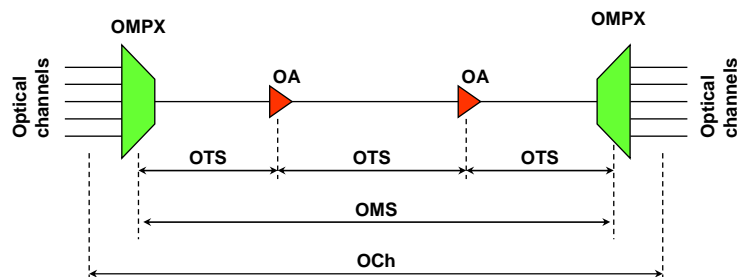 OMPX
OMPX
Optical
channels
OA
OA
Optical
channels
OTS
OTS
OTS
OMS
OCh